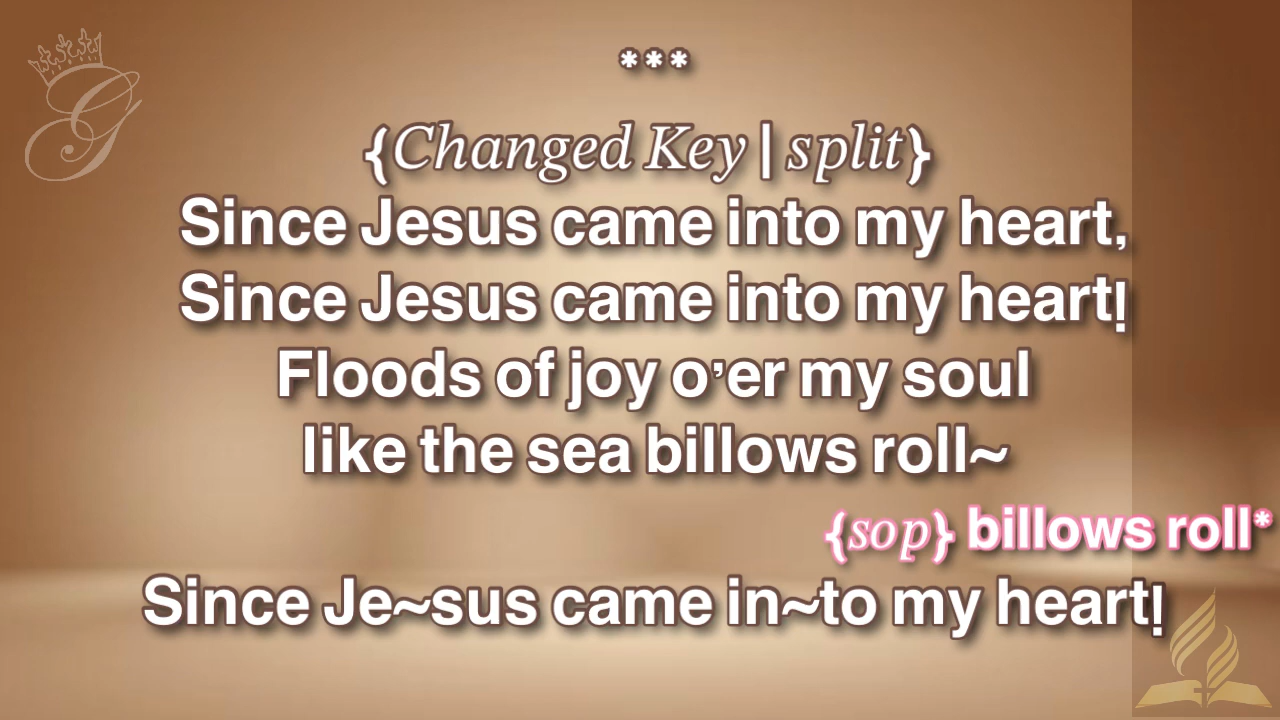 ***
{Changed Key | split}
Since Jesus came into my heart,
Since Jesus came into my heart!
Floods of joy o’er my soul
like the sea billows roll~
{sop} billows roll*
Since Je~sus came in~to my heart!
G